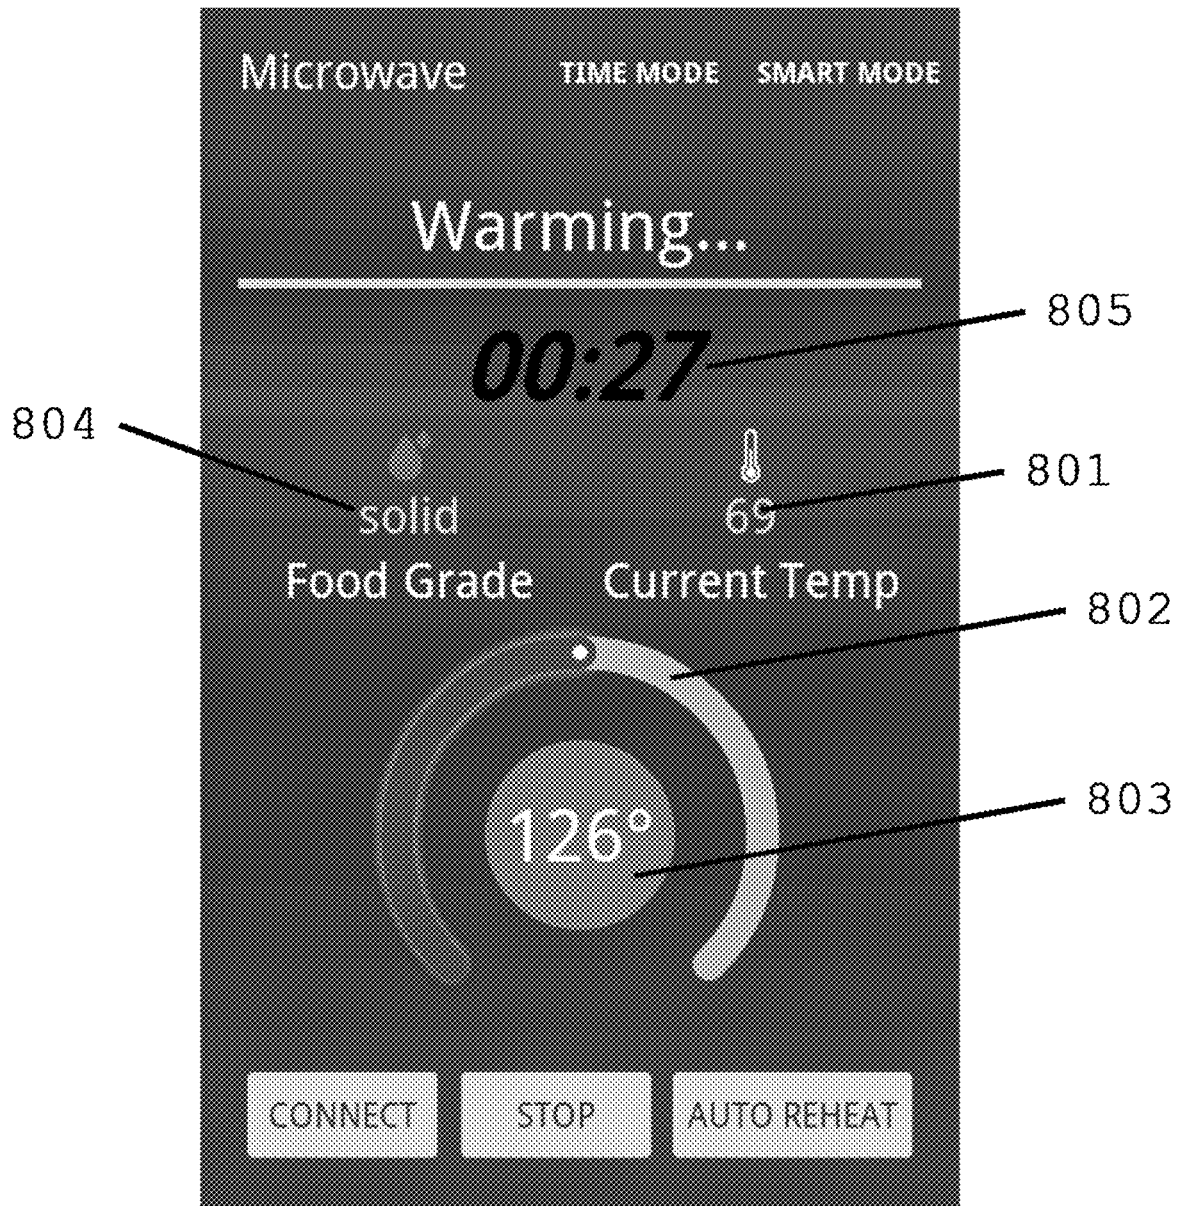 Microwave TIME MODE SMART MODE
Warming...
00:27
805
804
801
solid 69
Food Grade Current Temp
802
803
126°
CONNECT STOP AUTO REHEAT